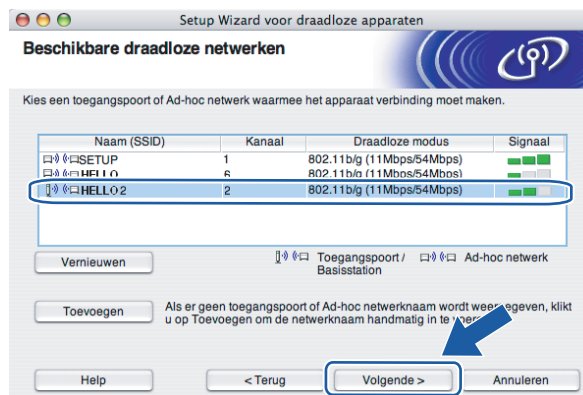 Setup Wizard voor draadloze apparaten
Beschikbare draadloze netwerken
Kies een toegangspoort of Ad-hoc netwerk waarmee het apparaat verbinding moet maken.
Naam (SSID) Kanaal Draadloze modus Signaal
SETUP 1 802.11b/g (11Mbps/54Mbps)
HELLO 6 802.11b/g (11Mbps/54Mbps)
HELLO2 2 802.11b/g (11Mbps/54Mbps)
Vernieuwen
Toegangspoort / Basisstation
Ad-hoc netwerk
Toevoegen
Als er geen toegangspoort of Ad-hoc netwerknaam wordt weergegeven, klikt
u op Toevoegen om de netwerknaam handmatig in te
Help < Terug Volgende > Annuleren